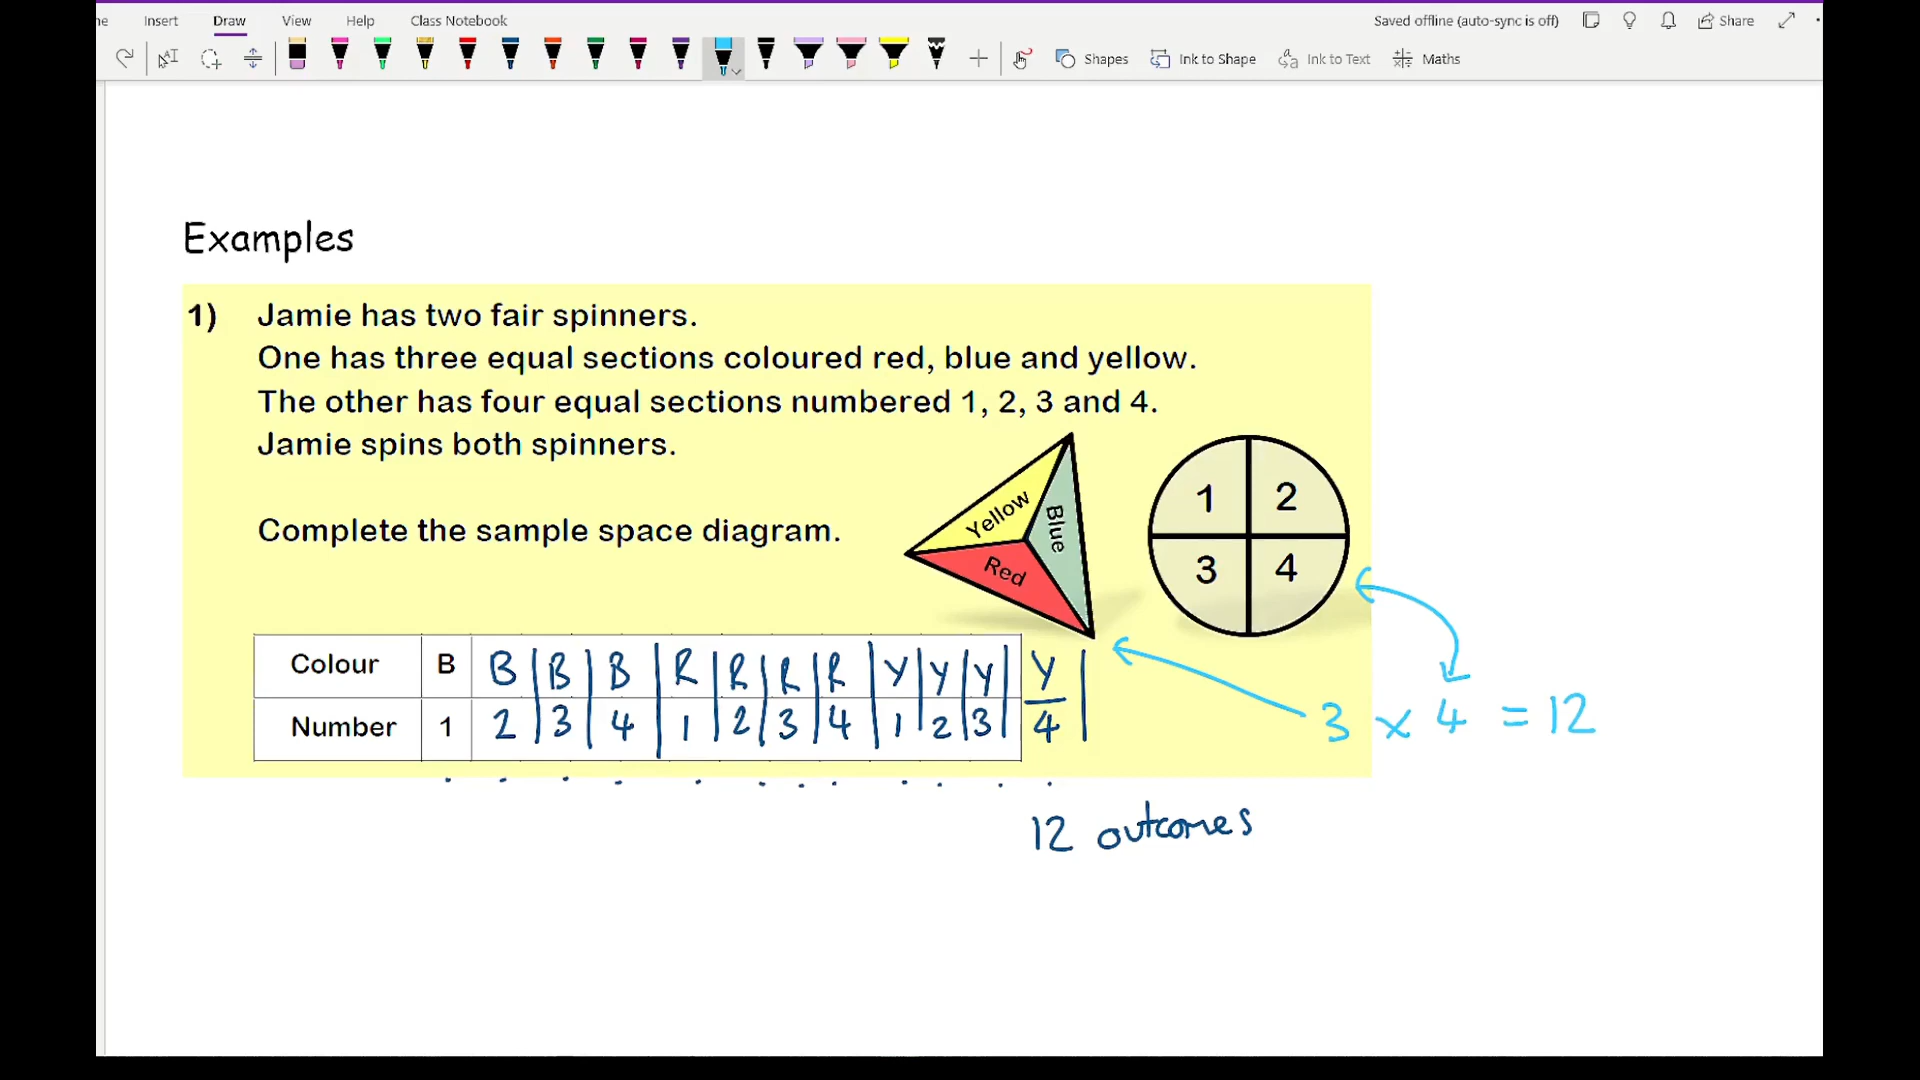 Insert Draw View Help Class Notebook Saved offline (auto-sync is off) Share
Shapes Ink to Shape Ink to Text Maths
Examples
1) Jamie has two fair spinners.
One has three equal sections coloured red, blue and yellow.
The other has four equal sections numbered 1, 2, 3 and 4.
Jamie spins both spinners.
Complete the sample space diagram.
Yellow Blue Red
1 2
3 4
Colour B B B B R R R R Y Y Y Y
Number 1 2 3 4 1 2 3 4 1 2 3 4
3 x 4 = 12
12 outcomes